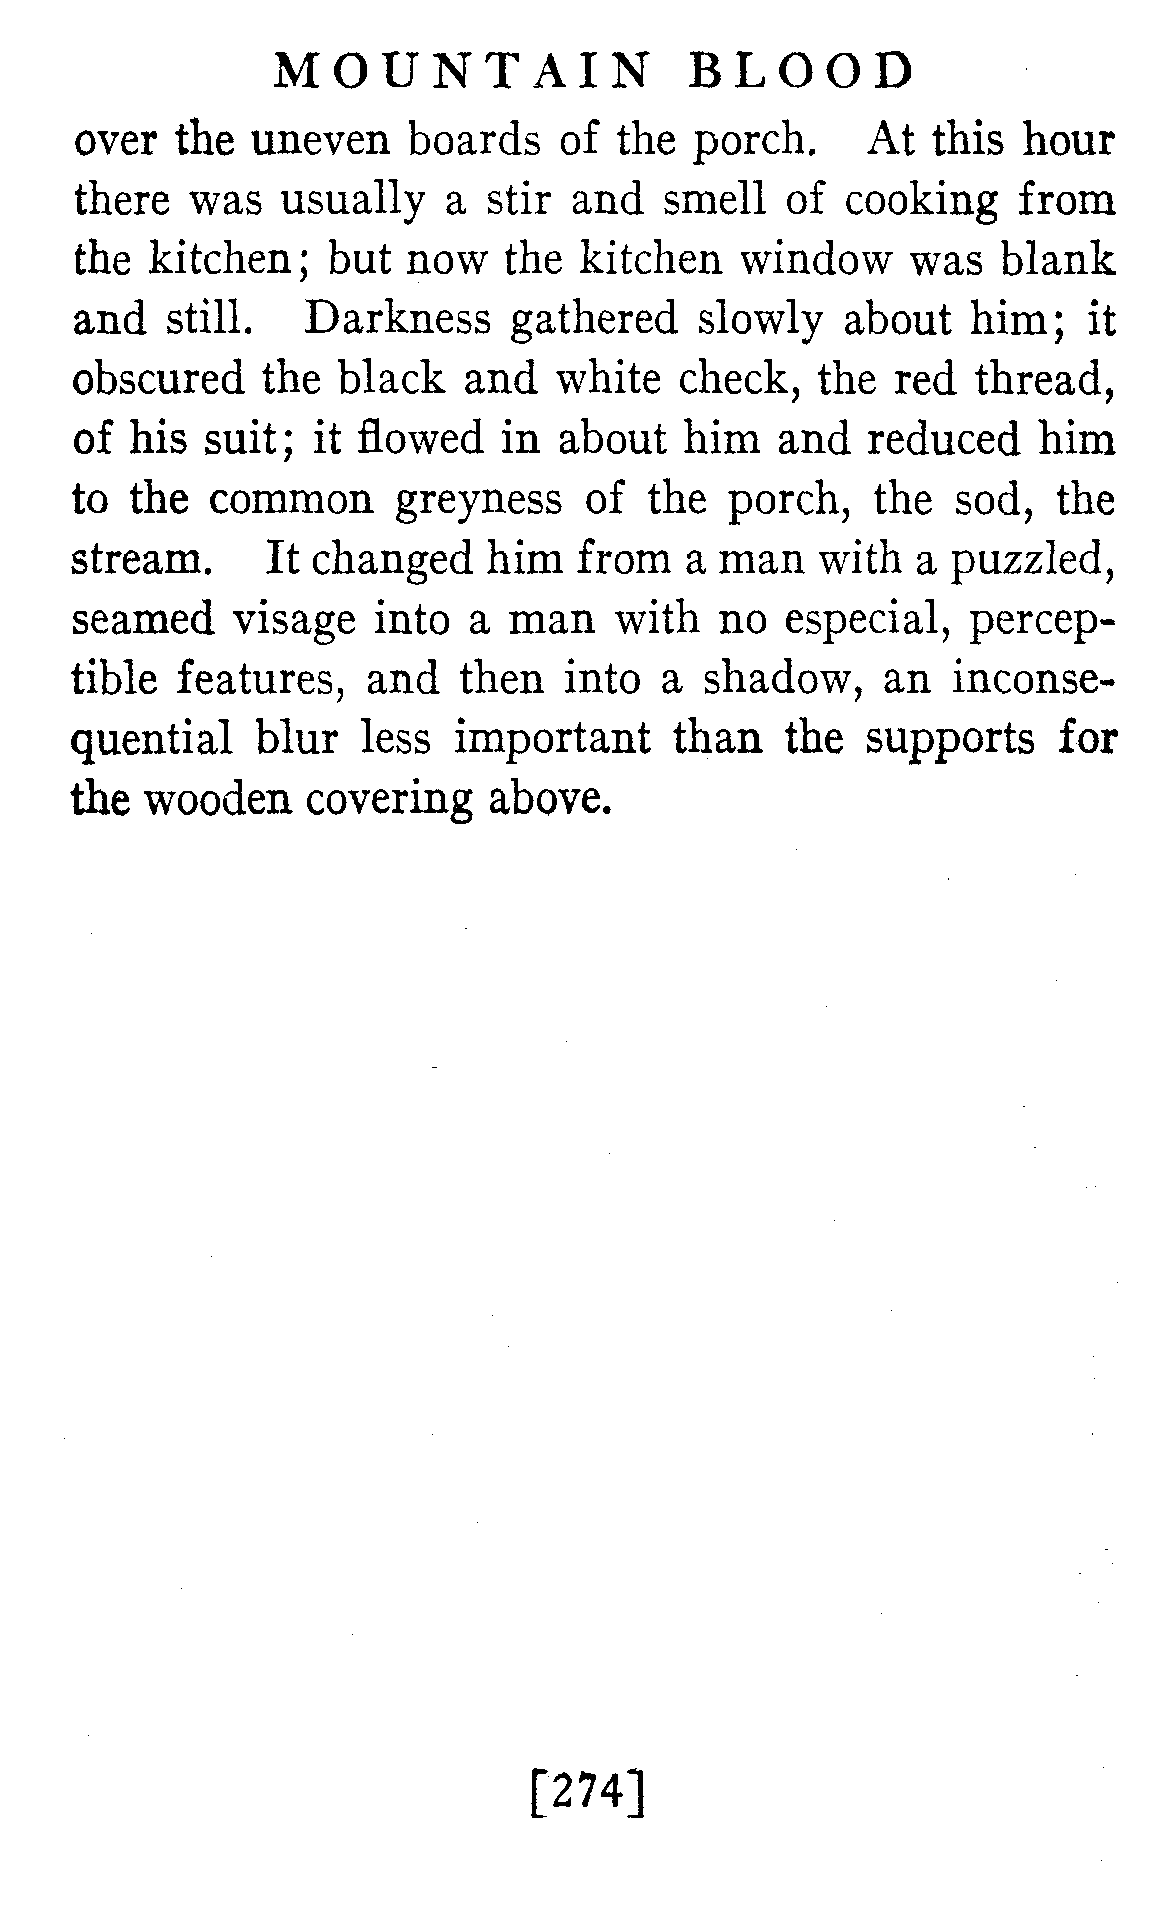 MOUNTAIN BLOOD
over the uneven boards of the porch. At this hour
there was usually a stir and smell of cooking from
the kitchen; but now the kitchen window was blank
and still. Darkness gathered slowly about him; it
obscured the black and white check, the red thread,
of his suit; it flowed in about him and reduced him
to the common greyness of the porch, the sod, the
stream. It changed him from a man with a puzzled,
seamed visage into a man with no especial, percep-
tible features, and then into a shadow, an inconse-
quential blur less important than the supports for
the wooden covering above.
[274]